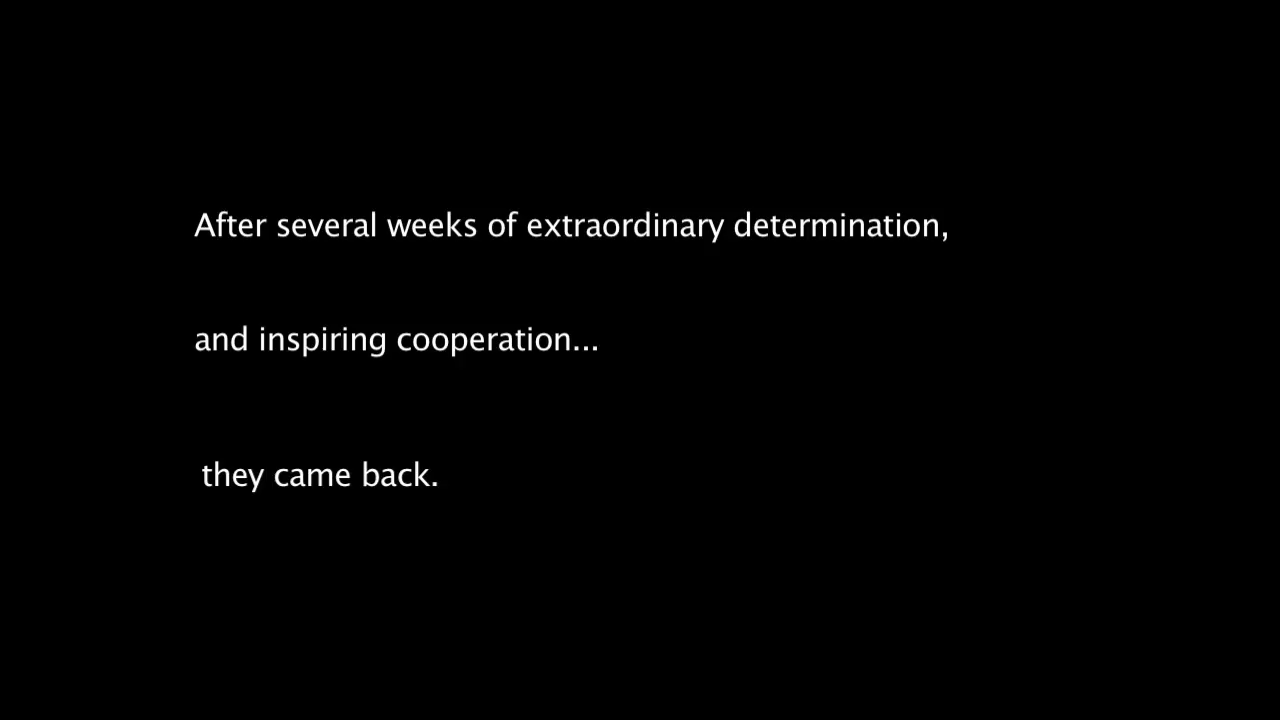 After several weeks of extraordinary determination,
and inspiring cooperation...
they came back.